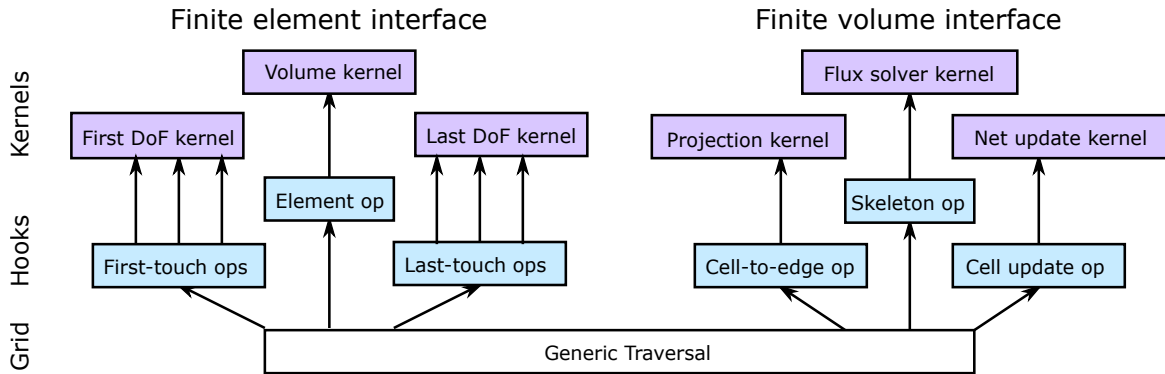 Finite element interface
Finite volume interface
Kernels
Volume kernel
Flux solver kernel
First DoF kernel
Last DoF kernel
Projection kernel
Net update kernel
Hooks
Element op
Skeleton op
First-touch ops
Last-touch ops
Cell-to-edge op
Cell update op
Grid
Generic Traversal